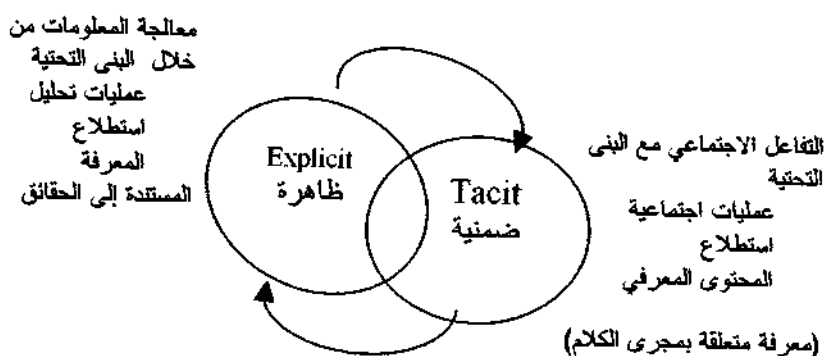 معالجة المعلومات من
خلال البنى التحتية
عمليات تحليل
استطلاع
المعرفة
المستندة إلى الحقائق
Explicit
ظاهرة
Tacit
ضمنية
التفاعل الاجتماعي مع البنى
التحتية
عمليات اجتماعية
استطلاع
المحتوى المعرفي
(معرفة متعلقة بمجرى الكلام)